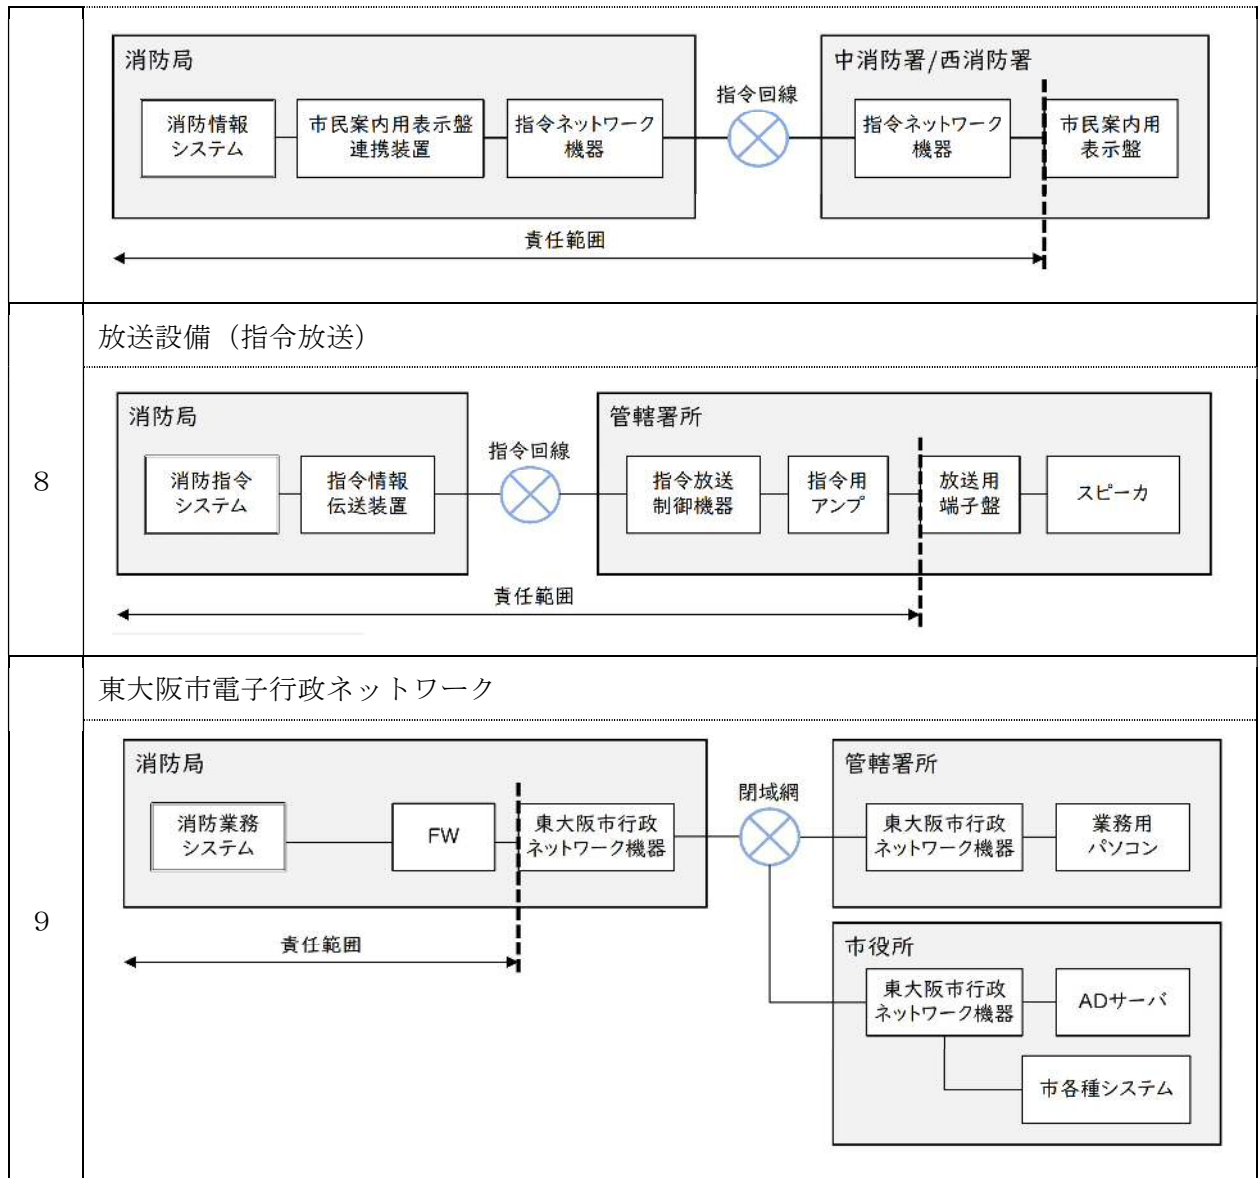 消防局
消防情報
システム
市民案内用表示盤
連携装置
指令ネットワーク
機器
指令回線
中消防署/西消防署
指令ネットワーク
機器
市民案内用
表示盤
責任範囲
8
放送設備（指令放送）
消防局
消防指令
システム
指令情報
伝送装置
指令回線
管轄署所
指令放送
制御機器
指令用
アンプ
放送用
端子盤
スピーカ
責任範囲
9
東大阪市電子行政ネットワーク
消防局
消防業務
システム
FW
東大阪市行政
ネットワーク機器
閉域網
管轄署所
東大阪市行政
ネットワーク機器
業務用
パソコン
責任範囲
市役所
東大阪市行政
ネットワーク機器
ADサーバ
市各種システム